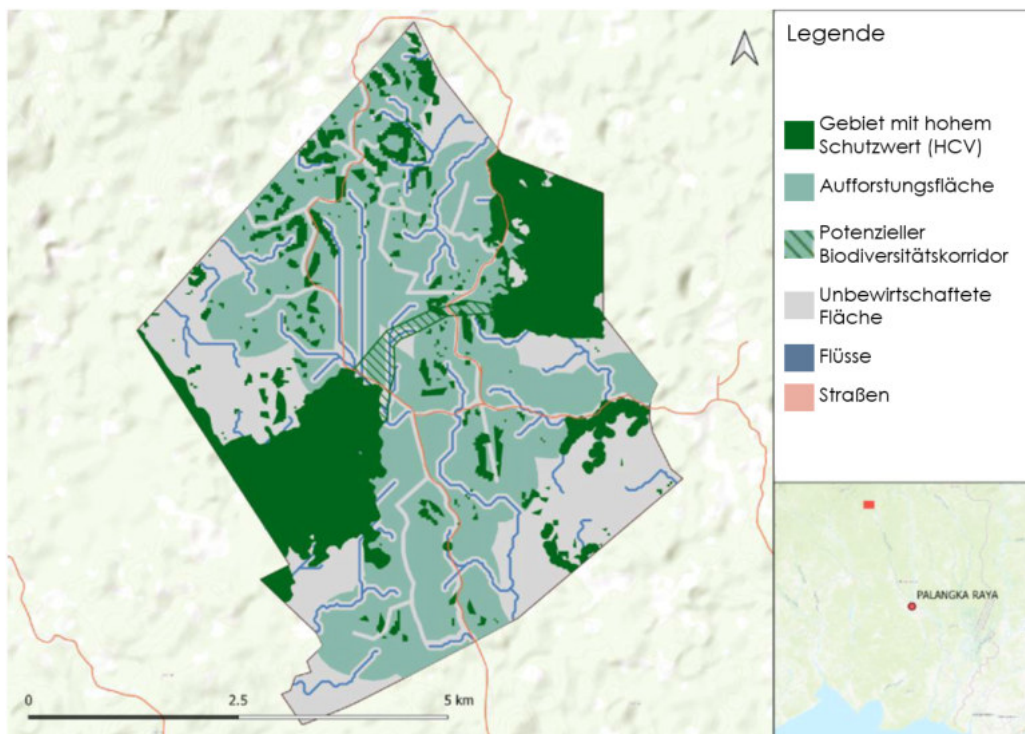 Legende
Gebiet mit hohem
Schutzwert (HCV)
Aufforstungsfläche
Potenzieller
Biodiversitätskorridor
Unbewirtschaftete
Fläche
Flüsse
Straßen
PALANGKA RAYA
0 2.5 5 km